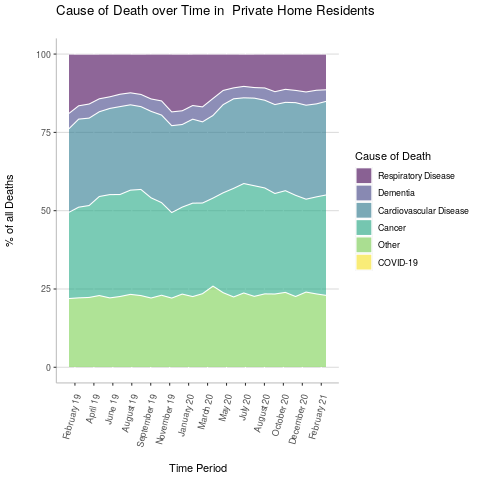 Cause of Death over Time in  Private Home Residents
100
75
50
25
0
% of all Deaths
February 19
April 19
June 19
August 19
September 19
November 19
January 20
March 20
May 20
July 20
August 20
October 20
December 20
February 21
Time Period
Cause of Death
Respiratory Disease
Dementia
Cardiovascular Disease
Cancer
Other
COVID-19